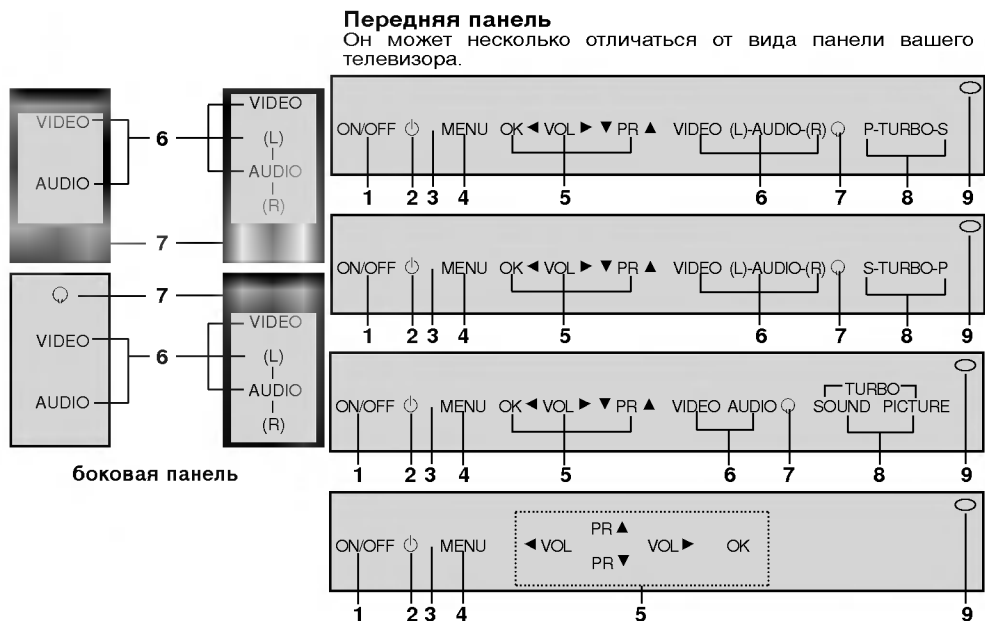 Передняя панель
Он может несколько отличаться от вида панели вашего
телевизора.
VIDEO
AUDIO
6
VIDEO
(L)
AUDIO
(R)
7
7
VIDEO
AUDIO
6
VIDEO
(L)
AUDIO
(R)
боковая панель
ON/OFF MENU OK ◄ VOL ► ▼ PR ▲ VIDEO (L)-AUDIO-(R) P-TURBO-S
1 2 3 4 5 6 7 8 9
ON/OFF MENU OK ◄ VOL ► ▼ PR ▲ VIDEO (L)-AUDIO-(R) S-TURBO-P
1 2 3 4 5 6 7 8 9
TURBO
ON/OFF MENU OK ◄ VOL ► ▼ PR ▲ VIDEO AUDIO SOUND PICTURE
1 2 3 4 5 6 7 8 9
PR ▲
ON/OFF MENU ◄ VOL VOL ► OK
PR ▼
1 2 3 4 5 9